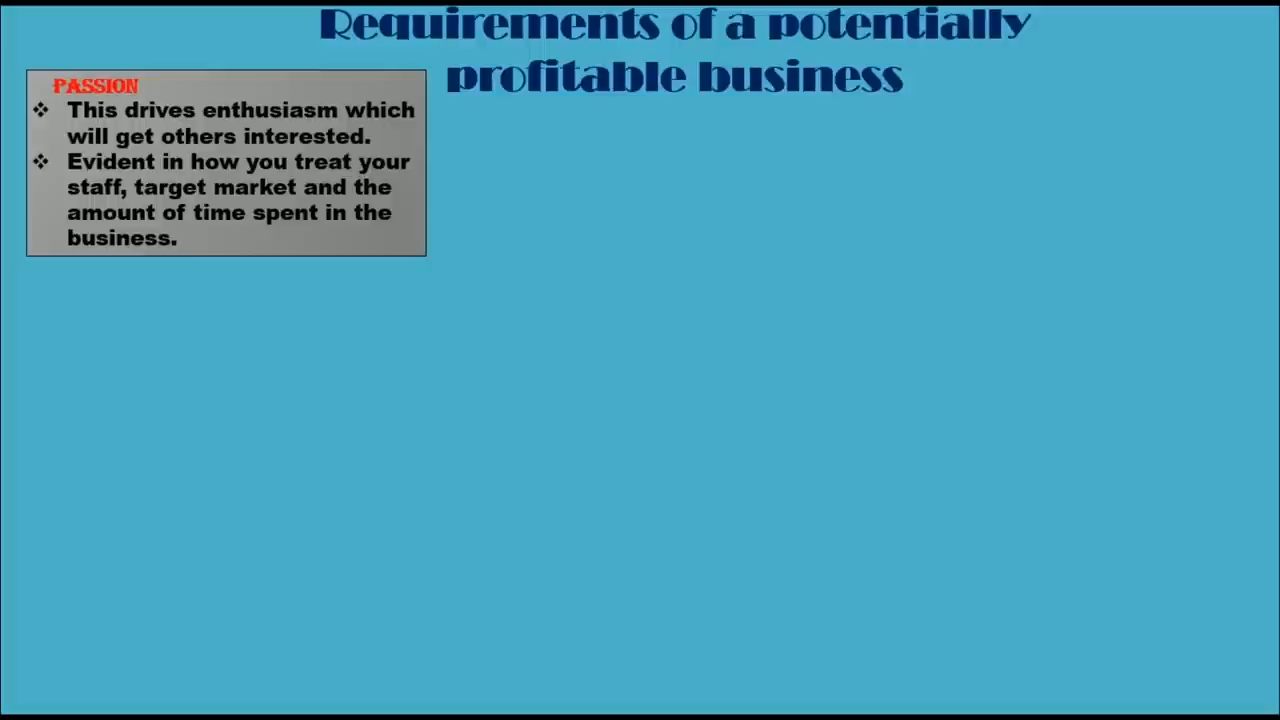 Requirements of a potentially
profitable business
PASSION
❖ This drives enthusiasm which
will get others interested.
❖ Evident in how you treat your
staff, target market and the
amount of time spent in the
business.